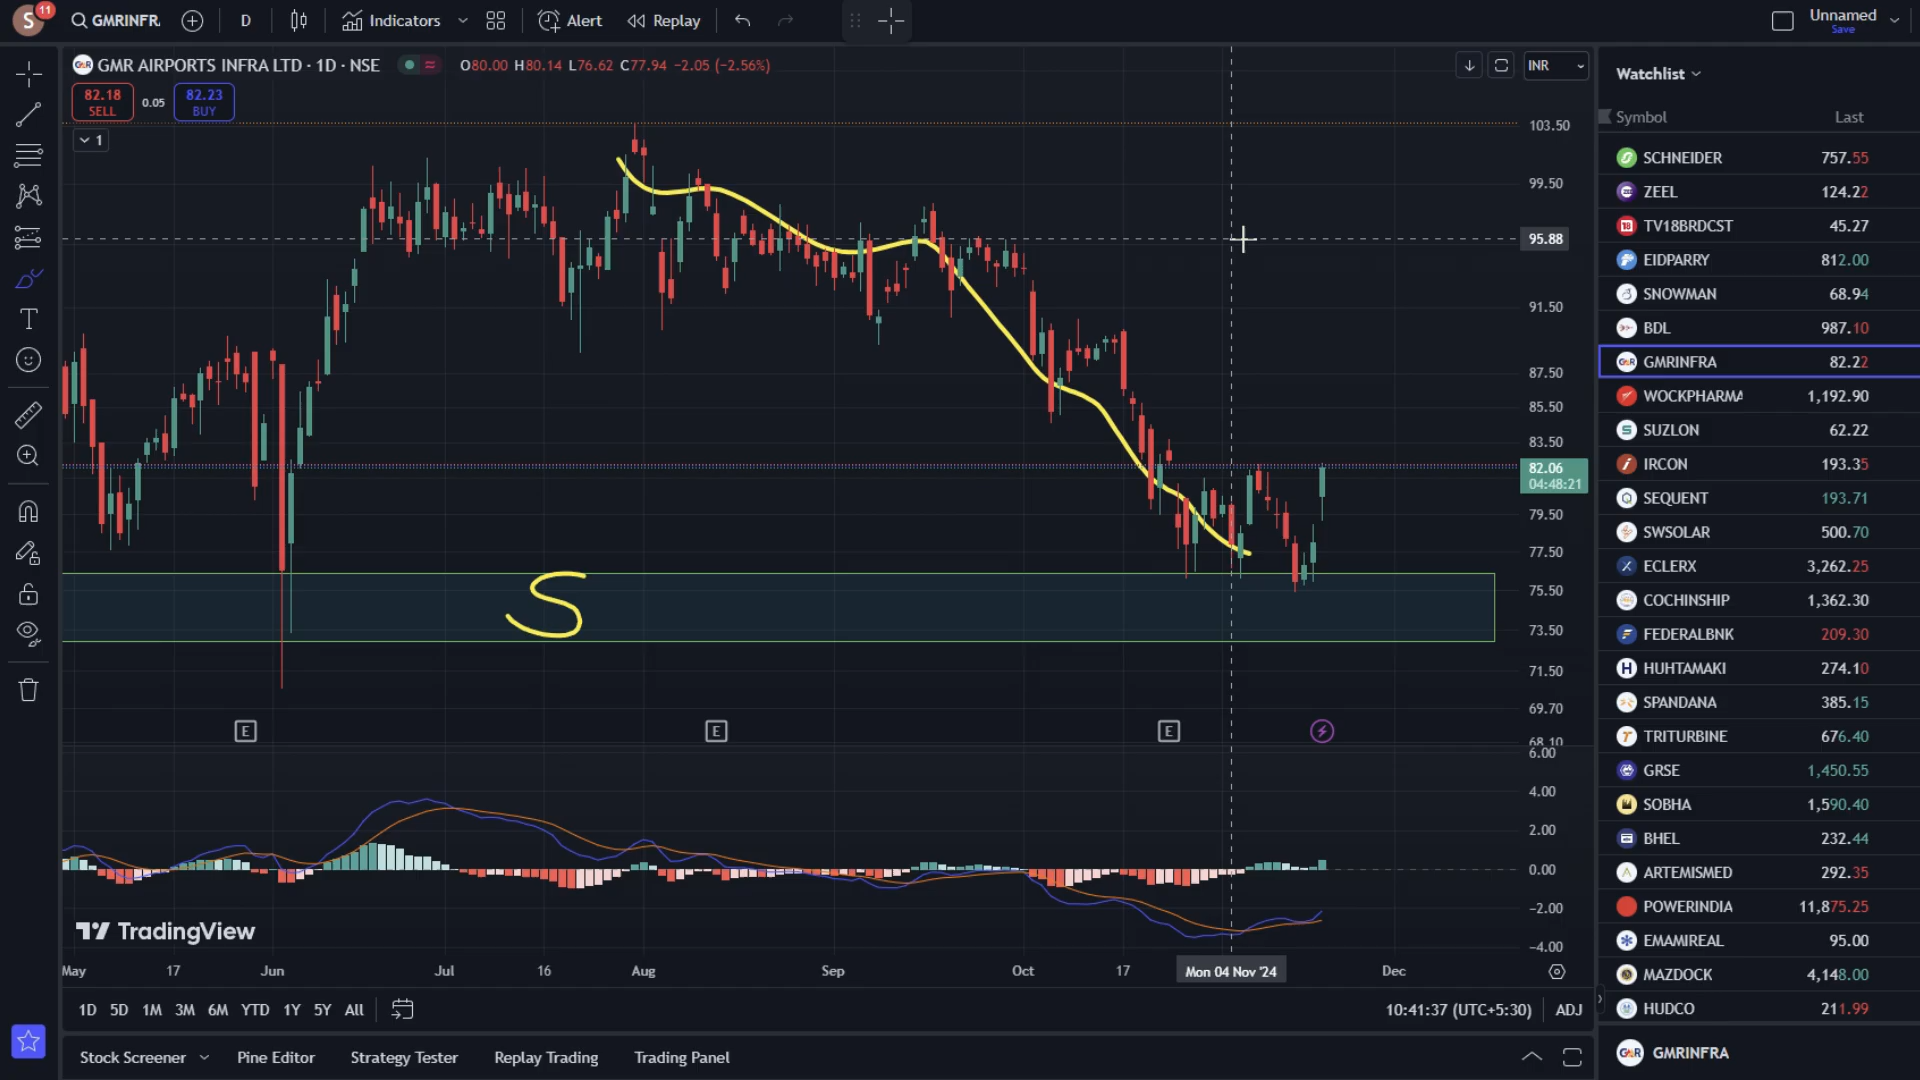 S 11 GMRINFRA D Indicators Alert Replay Unnamed
Save
GMR AIRPORTS INFRA LTD · 1D · NSE O80.00 H80.14 L76.62 C77.94 −2.05 (−2.56%) INR
82.18 SELL 0.05 82.23 BUY
1
103.50
99.50
95.88
91.50
87.50
85.50
83.50
82.06
04:48:21
79.50
77.50
75.50
73.50
71.50
69.70
68.10
S
E E E
6.00
4.00
2.00
0.00
−2.00
−4.00
TradingView
May 17 Jun Jul 16 Aug Sep Oct 17 Mon 04 Nov '24 Dec
1D 5D 1M 3M 6M YTD 1Y 5Y All 10:41:37 (UTC+5:30) ADJ
Stock Screener Pine Editor Strategy Tester Replay Trading Trading Panel
Watchlist
Symbol Last
SCHNEIDER 757.55
ZEEL 124.22
TV18BRDCST 45.27
EIDPARRY 812.00
SNOWMAN 68.94
BDL 987.10
GMRINFRA 82.22
WOCKPHARMA 1,192.90
SUZLON 62.22
IRCON 193.35
SEQUENT 193.71
SWSOLAR 500.70
ECLERX 3,262.25
COCHINSHIP 1,362.30
FEDERALBNK 209.30
HUHTAMAKI 274.10
SPANDANA 385.15
TRITURBINE 676.40
GRSE 1,450.55
SOBHA 1,590.40
BHEL 232.44
ARTEMISMED 292.35
POWERINDIA 11,875.25
EMAMIREAL 95.00
MAZDOCK 4,148.00
HUDCO 211.99
GMRINFRA